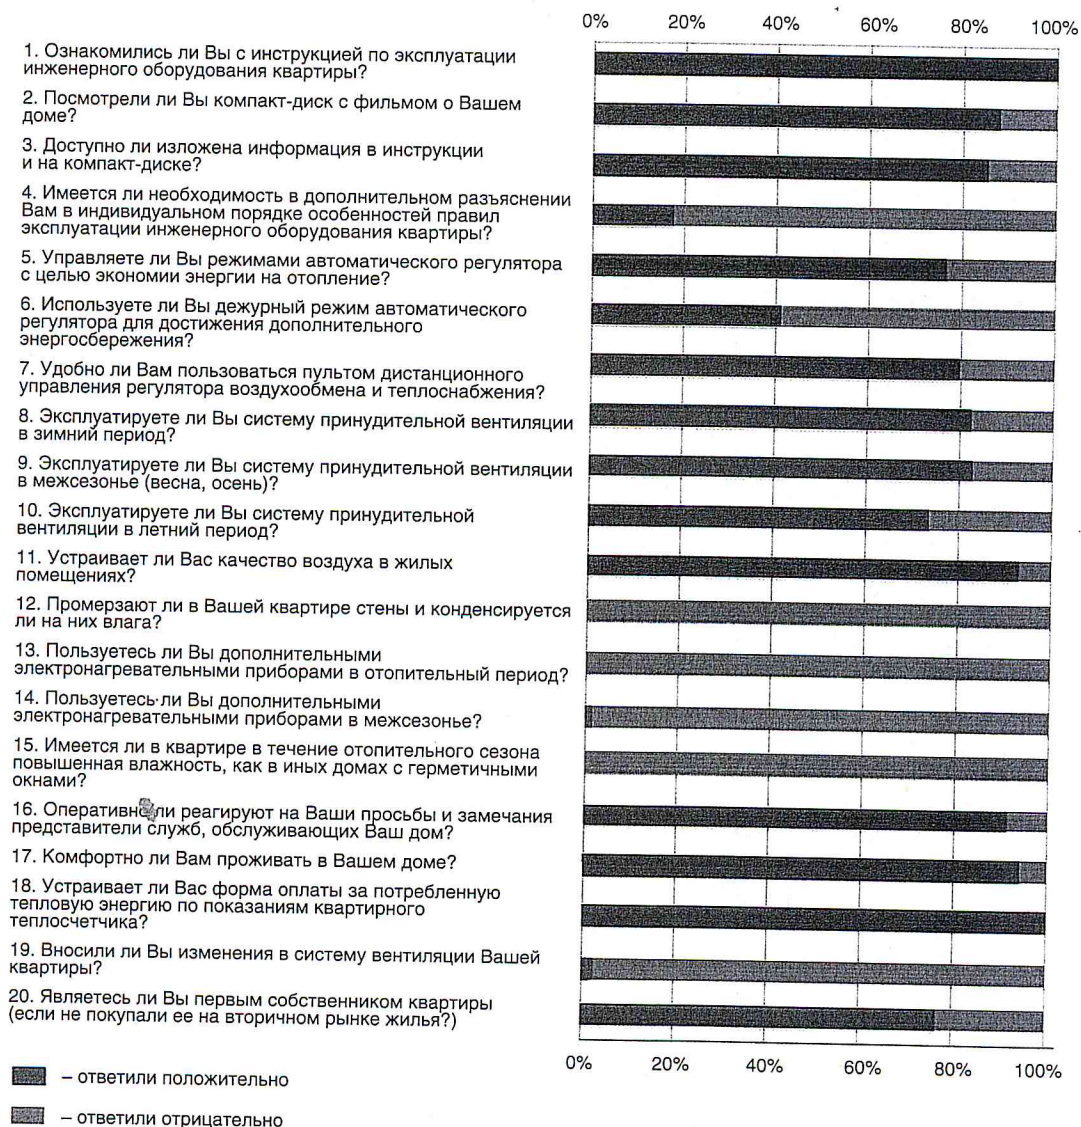 0% 20% 40% 60% 80% 100%
1. Ознакомились ли Вы с инструкцией по эксплуатации
инженерного оборудования квартиры?
2. Посмотрели ли Вы компакт-диск с фильмом о Вашем
доме?
3. Доступно ли изложена информация в инструкции
и на компакт-диске?
4. Имеется ли необходимость в дополнительном разъяснении
Вам в индивидуальном порядке особенностей правил
эксплуатации инженерного оборудования квартиры?
5. Управляете ли Вы режимами автоматического регулятора
с целью экономии энергии на отопление?
6. Используете ли Вы дежурный режим автоматического
регулятора для достижения дополнительного
энергосбережения?
7. Удобно ли Вам пользоваться пультом дистанционного
управления регулятора воздухообмена и теплоснабжения?
8. Эксплуатируете ли Вы систему принудительной вентиляции
в зимний период?
9. Эксплуатируете ли Вы систему принудительной вентиляции
в межсезонье (весна, осень)?
10. Эксплуатируете ли Вы систему принудительной
вентиляции в летний период?
11. Устраивает ли Вас качество воздуха в жилых
помещениях?
12. Промерзают ли в Вашей квартире стены и конденсируется
ли на них влага?
13. Пользуетесь ли Вы дополнительными
электронагревательными приборами в отопительный период?
14. Пользуетесь ли Вы дополнительными
электронагревательными приборами в межсезонье?
15. Имеется ли в квартире в течение отопительного сезона
повышенная влажность, как в иных домах с герметичными
окнами?
16. Оперативно ли реагируют на Ваши просьбы и замечания
представители служб, обслуживающих Ваш дом?
17. Комфортно ли Вам проживать в Вашем доме?
18. Устраивает ли Вас форма оплаты за потребленную
тепловую энергию по показаниям квартирного
теплосчетчика?
19. Вносили ли Вы изменения в систему вентиляции Вашей
квартиры?
20. Являетесь ли Вы первым собственником квартиры
(если не покупали ее на вторичном рынке жилья?)
0% 20% 40% 60% 80% 100%
– ответили положительно
– ответили отрицательно